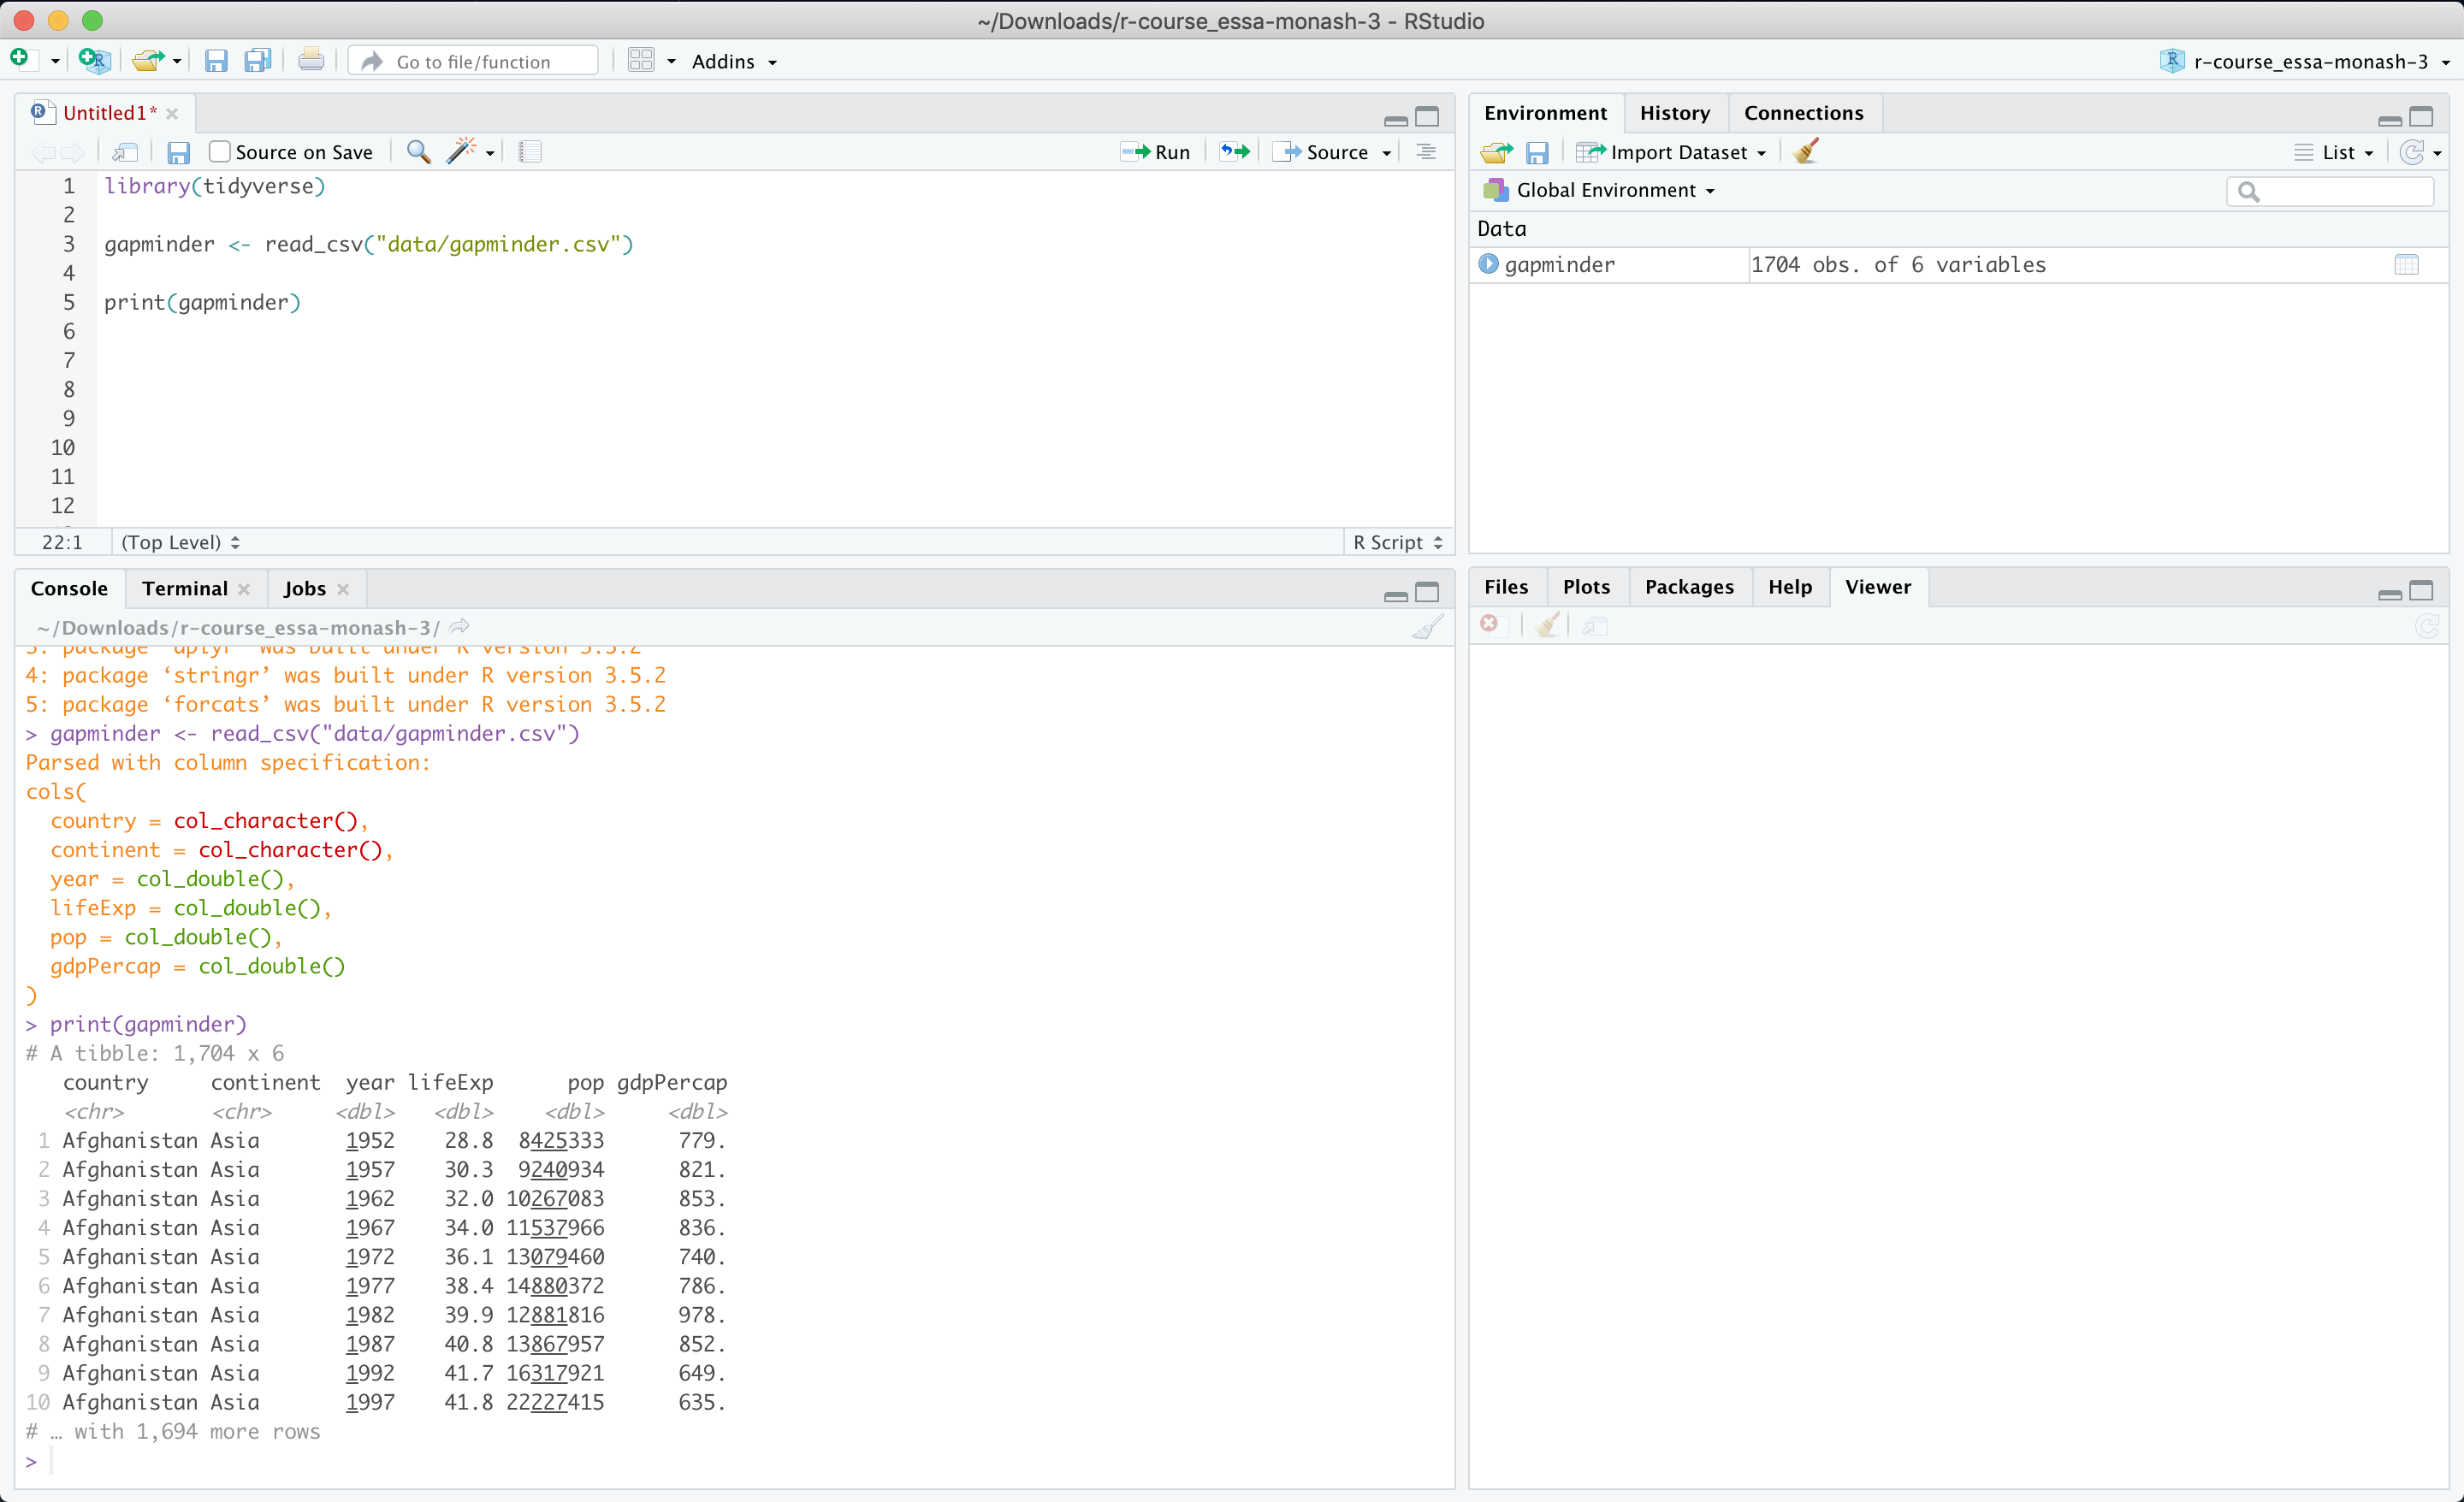 ~/Downloads/r-course_essa-monash-3 - RStudio
Go to file/function
Addins
r-course_essa-monash-3
Untitled1*
Source on Save
Run
Source
1 library(tidyverse)
2
3 gapminder <- read_csv("data/gapminder.csv")
4
5 print(gapminder)
6
7
8
9
10
11
12
22:1 (Top Level) R Script
Console Terminal Jobs
~/Downloads/r-course_essa-monash-3/
3: package ‘dplyr’ was built under R version 3.5.2
4: package ‘stringr’ was built under R version 3.5.2
5: package ‘forcats’ was built under R version 3.5.2
> gapminder <- read_csv("data/gapminder.csv")
Parsed with column specification:
cols(
  country = col_character(),
  continent = col_character(),
  year = col_double(),
  lifeExp = col_double(),
  pop = col_double(),
  gdpPercap = col_double()
)
> print(gapminder)
# A tibble: 1,704 x 6
   country     continent  year lifeExp      pop gdpPercap
   <chr>       <chr>     <dbl>   <dbl>    <dbl>     <dbl>
 1 Afghanistan Asia       1952    28.8  8425333      779.
 2 Afghanistan Asia       1957    30.3  9240934      821.
 3 Afghanistan Asia       1962    32.0 10267083      853.
 4 Afghanistan Asia       1967    34.0 11537966      836.
 5 Afghanistan Asia       1972    36.1 13079460      740.
 6 Afghanistan Asia       1977    38.4 14880372      786.
 7 Afghanistan Asia       1982    39.9 12881816      978.
 8 Afghanistan Asia       1987    40.8 13867957      852.
 9 Afghanistan Asia       1992    41.7 16317921      649.
10 Afghanistan Asia       1997    41.8 22227415      635.
# … with 1,694 more rows
>
Environment History Connections
Import Dataset
List
Global Environment
Data
gapminder 1704 obs. of 6 variables
Files Plots Packages Help Viewer